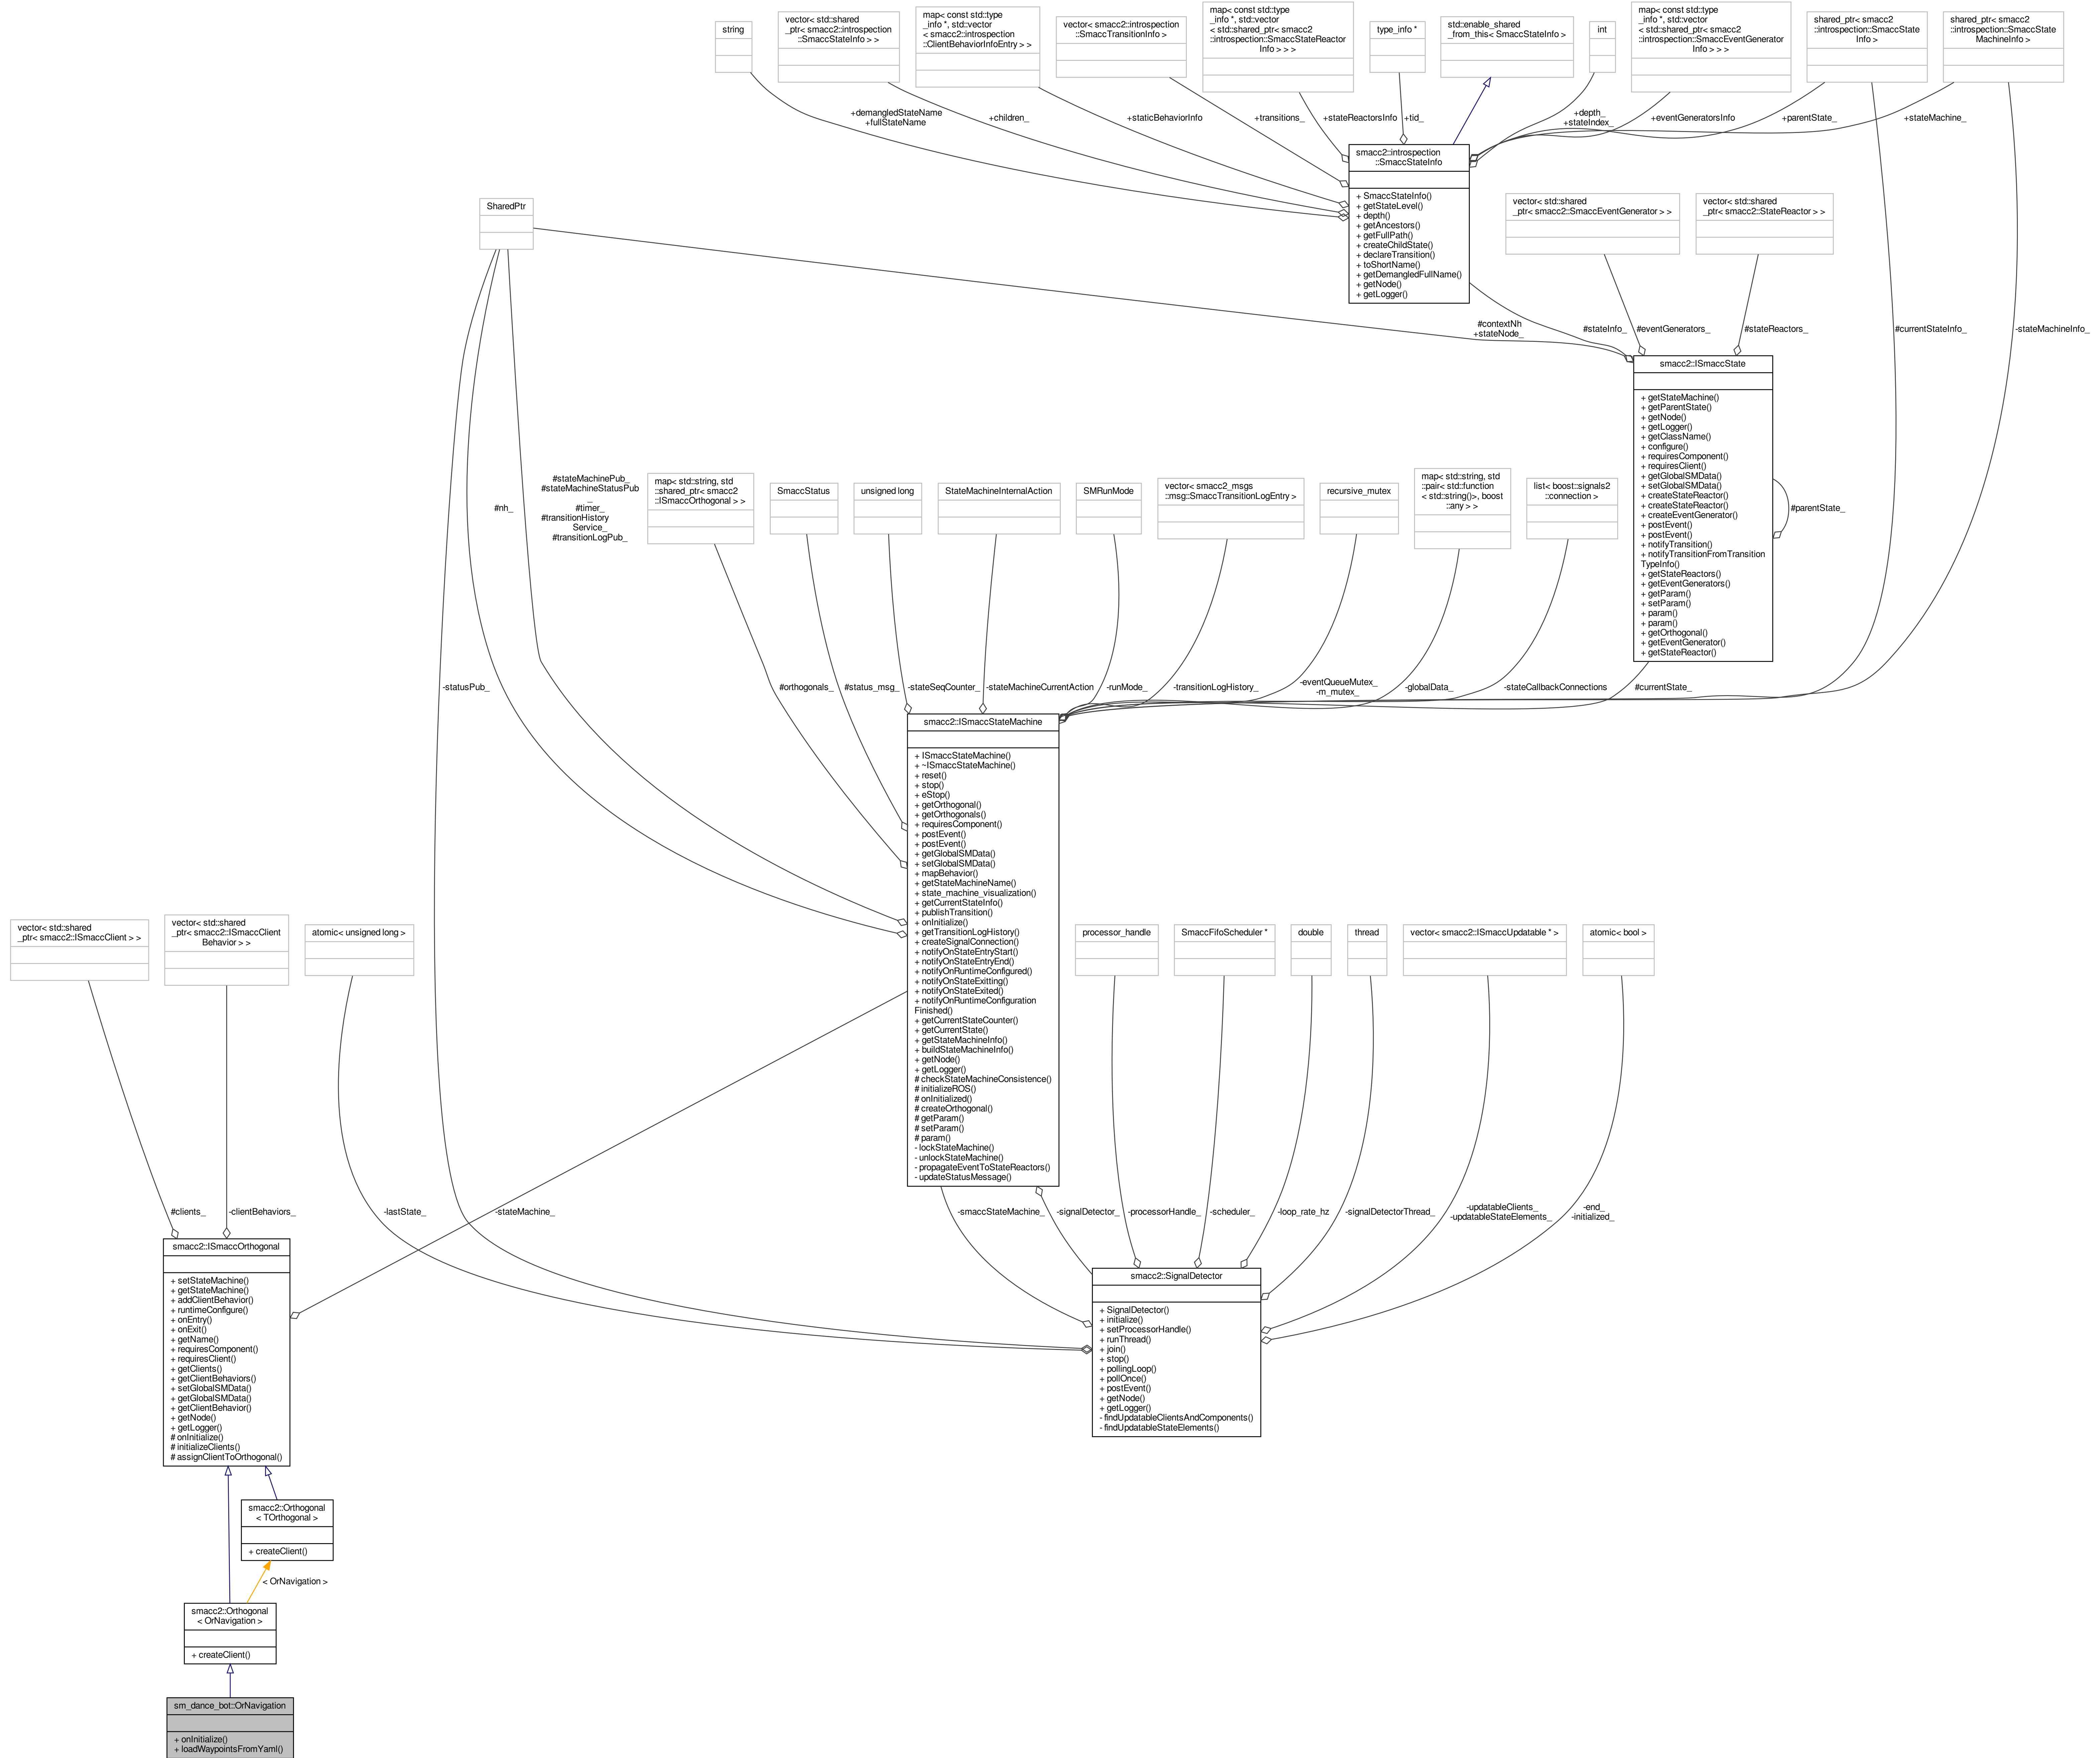 string
vector< std::shared
_ptr< smacc2::introspection
::SmaccStateInfo > >
map< const std::type
_info *, std::vector
< smacc2::introspection
::ClientBehaviorInfoEntry > >
vector< smacc2::introspection
::SmaccTransitionInfo >
map< const std::type
_info *, std::vector
< std::shared_ptr< smacc2
::introspection::SmaccStateReactor
Info > > >
type_info *
std::enable_shared
_from_this< SmaccStateInfo >
int
map< const std::type
_info *, std::vector
< std::shared_ptr< smacc2
::introspection::SmaccEventGenerator
Info > > >
shared_ptr< smacc2
::introspection::SmaccState
Info >
shared_ptr< smacc2
::introspection::SmaccState
MachineInfo >
+demangledStateName
+fullStateName
+children_
+staticBehaviorInfo
+transitions_
+stateReactorsInfo
+tid_
+depth_
+stateIndex_
+eventGeneratorsInfo
+parentState_
+stateMachine_
smacc2::introspection
::SmaccStateInfo
+ SmaccStateInfo()
+ getStateLevel()
+ depth()
+ getAncestors()
+ getFullPath()
+ createChildState()
+ declareTransition()
+ toShortName()
+ getDemangledFullName()
+ getNode()
+ getLogger()
SharedPtr
vector< std::shared
_ptr< smacc2::SmaccEventGenerator > >
vector< std::shared
_ptr< smacc2::StateReactor > >
#contextNh
+stateNode_
#stateInfo_
#eventGenerators_
#stateReactors_
#currentStateInfo_
-stateMachineInfo_
smacc2::ISmaccState
+ getStateMachine()
+ getParentState()
+ getNode()
+ getLogger()
+ getClassName()
+ configure()
+ requiresComponent()
+ requiresClient()
+ getGlobalSMData()
+ setGlobalSMData()
+ createStateReactor()
+ createStateReactor()
+ createEventGenerator()
+ postEvent()
+ postEvent()
+ notifyTransition()
+ notifyTransitionFromTransition
TypeInfo()
+ getStateReactors()
+ getEventGenerators()
+ getParam()
+ setParam()
+ param()
+ param()
+ getOrthogonal()
+ getEventGenerator()
+ getStateReactor()
#parentState_
#nh_
#stateMachinePub_
#stateMachineStatusPub
_
#timer_
#transitionHistory
Service_
#transitionLogPub_
map< std::string, std
::shared_ptr< smacc2
::ISmaccOrthogonal > >
SmaccStatus
unsigned long
StateMachineInternalAction
SMRunMode
vector< smacc2_msgs
::msg::SmaccTransitionLogEntry >
recursive_mutex
map< std::string, std
::pair< std::function
< std::string()>, boost
::any > >
list< boost::signals2
::connection >
-statusPub_
#orthogonals_
#status_msg_
-stateSeqCounter_
-stateMachineCurrentAction
-runMode_
-transitionLogHistory_
-eventQueueMutex_
-m_mutex_
-globalData_
-stateCallbackConnections
#currentState_
smacc2::ISmaccStateMachine
+ ISmaccStateMachine()
+ ~ISmaccStateMachine()
+ reset()
+ stop()
+ eStop()
+ getOrthogonal()
+ getOrthogonals()
+ requiresComponent()
+ postEvent()
+ postEvent()
+ getGlobalSMData()
+ setGlobalSMData()
+ mapBehavior()
+ getStateMachineName()
+ state_machine_visualization()
+ getCurrentStateInfo()
+ publishTransition()
+ onInitialize()
+ getTransitionLogHistory()
+ createSignalConnection()
+ notifyOnStateEntryStart()
+ notifyOnStateEntryEnd()
+ notifyOnRuntimeConfigured()
+ notifyOnStateExitting()
+ notifyOnStateExited()
+ notifyOnRuntimeConfiguration
Finished()
+ getCurrentStateCounter()
+ getCurrentState()
+ getStateMachineInfo()
+ buildStateMachineInfo()
+ getNode()
+ getLogger()
# checkStateMachineConsistence()
# initializeROS()
# onInitialized()
# createOrthogonal()
# getParam()
# setParam()
# param()
- lockStateMachine()
- unlockStateMachine()
- propagateEventToStateReactors()
- updateStatusMessage()
vector< std::shared
_ptr< smacc2::ISmaccClient > >
vector< std::shared
_ptr< smacc2::ISmaccClient
Behavior > >
atomic< unsigned long >
processor_handle
SmaccFifoScheduler *
double
thread
vector< smacc2::ISmaccUpdatable * >
atomic< bool >
#clients_
-clientBehaviors_
-lastState_
-stateMachine_
-smaccStateMachine_
-signalDetector_
-processorHandle_
-scheduler_
-loop_rate_hz
-signalDetectorThread_
-updatableClients_
-updatableStateElements_
-end_
-initialized_
smacc2::ISmaccOrthogonal
+ setStateMachine()
+ getStateMachine()
+ addClientBehavior()
+ runtimeConfigure()
+ onEntry()
+ onExit()
+ getName()
+ requiresComponent()
+ requiresClient()
+ getClients()
+ getClientBehaviors()
+ setGlobalSMData()
+ getGlobalSMData()
+ getClientBehavior()
+ getNode()
+ getLogger()
# onInitialize()
# initializeClients()
# assignClientToOrthogonal()
smacc2::SignalDetector
+ SignalDetector()
+ initialize()
+ setProcessorHandle()
+ runThread()
+ join()
+ stop()
+ pollingLoop()
+ pollOnce()
+ postEvent()
+ getNode()
+ getLogger()
- findUpdatableClientsAndComponents()
- findUpdatableStateElements()
smacc2::Orthogonal
< TOrthogonal >
+ createClient()
< OrNavigation >
smacc2::Orthogonal
< OrNavigation >
+ createClient()
sm_dance_bot::OrNavigation
+ onInitialize()
+ loadWaypointsFromYaml()